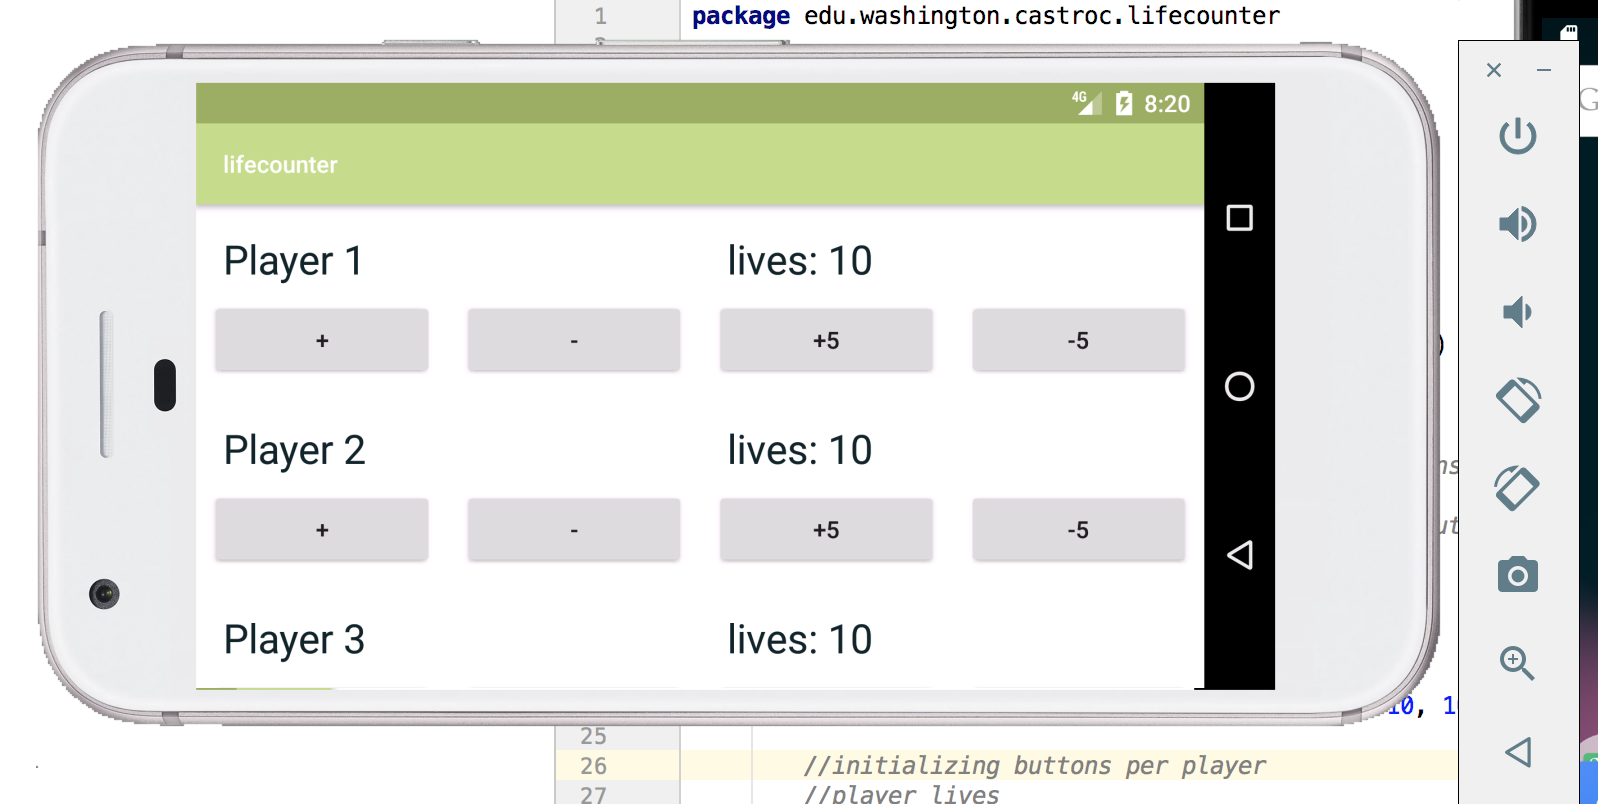 1 package edu.washington.castroc.lifecounter
4G 8:20
lifecounter
Player 1 lives: 10
+ - +5 -5
Player 2 lives: 10
+ - +5 -5
Player 3 lives: 10
)
ns
ut
10, 1
25
26 //initializing buttons per player
27 //player lives
G